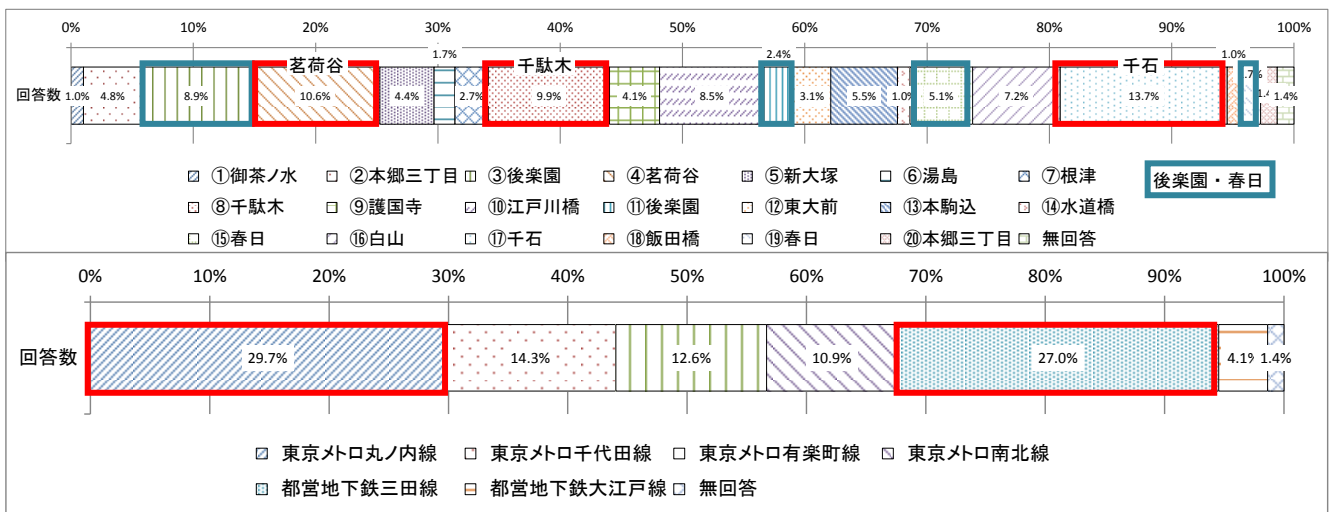 0% 10% 20% 30% 40% 50% 60% 70% 80% 90% 100%
1.7% 2.4% 1.0%
茗荷谷 千駄木 千石
回答数 1.0% 4.8% 8.9% 10.6% 4.4% 2.7% 9.9% 4.1% 8.5% 3.1% 5.5% 1.0% 5.1% 7.2% 13.7% 1.4%
①御茶ノ水 ②本郷三丁目 ③後楽園 ④茗荷谷 ⑤新大塚 ⑥湯島 ⑦根津
後楽園・春日
⑧千駄木 ⑨護国寺 ⑩江戸川橋 ⑪後楽園 ⑫東大前 ⑬本駒込 ⑭水道橋
⑮春日 ⑯白山 ⑰千石 ⑱飯田橋 ⑲春日 ⑳本郷三丁目 無回答
0% 10% 20% 30% 40% 50% 60% 70% 80% 90% 100%
回答数 29.7% 14.3% 12.6% 10.9% 27.0% 4.1% 1.4%
東京メトロ丸ノ内線 東京メトロ千代田線 東京メトロ有楽町線 東京メトロ南北線
都営地下鉄三田線 都営地下鉄大江戸線 無回答